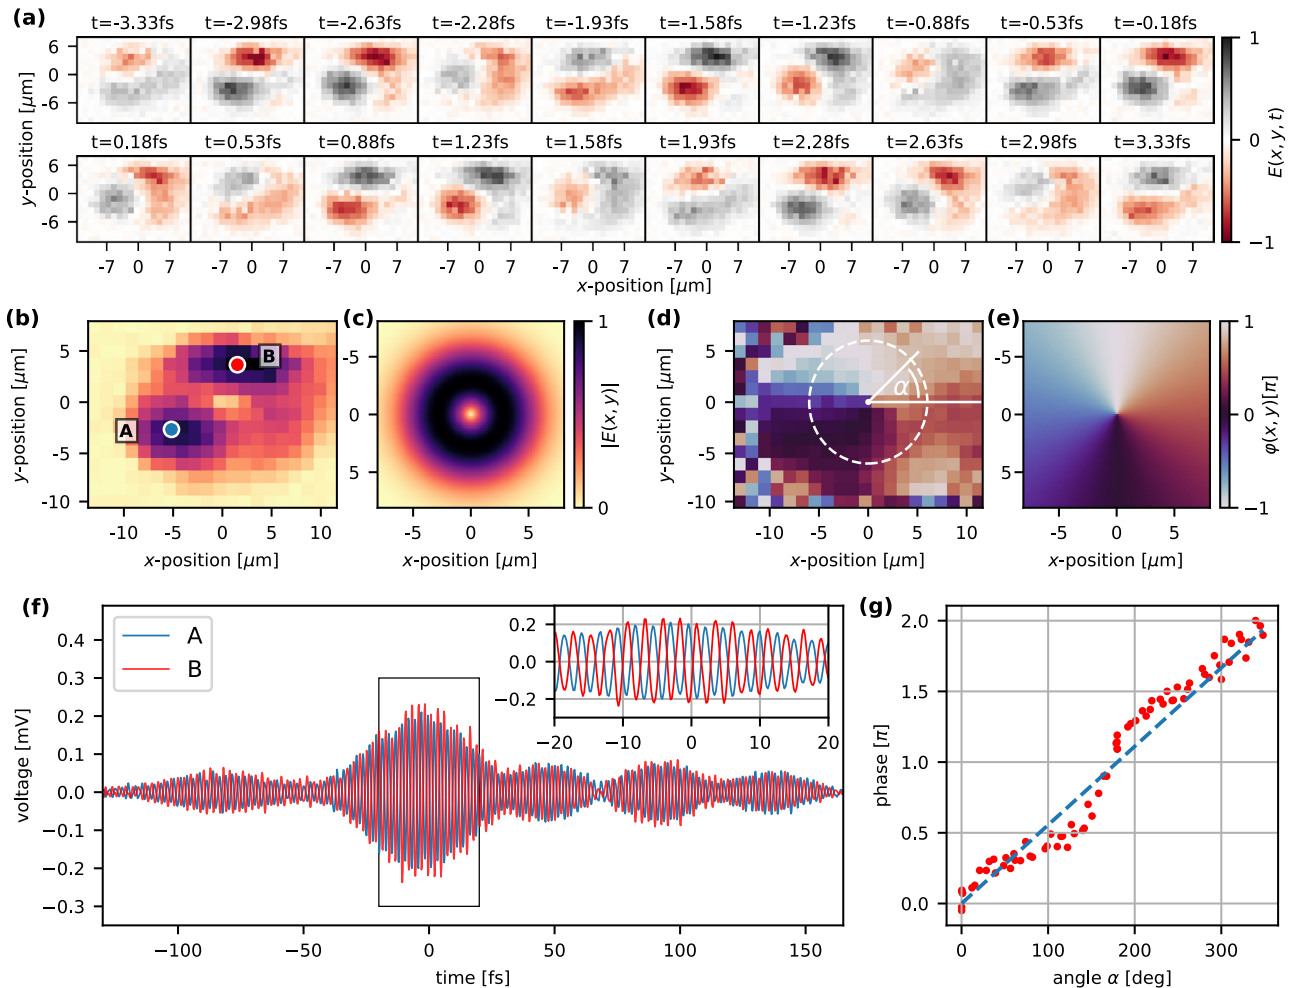 (a)
t=-3.33fs t=-2.98fs t=-2.63fs t=-2.28fs t=-1.93fs t=-1.58fs t=-1.23fs t=-0.88fs t=-0.53fs t=-0.18fs
6
0
-6
t=0.18fs t=0.53fs t=0.88fs t=1.23fs t=1.58fs t=1.93fs t=2.28fs t=2.63fs t=2.98fs t=3.33fs
6
0
-6
y-position [μm]
-7 0 7 -7 0 7 -7 0 7 -7 0 7 -7 0 7 -7 0 7 -7 0 7 -7 0 7 -7 0 7 -7 0 7
x-position [μm]
1
0
−1
E(x, y, t)
(b)
A
B
5
0
-5
-10
y-position [μm]
-10 -5 0 5 10
x-position [μm]
(c)
-5
0
5
-5 0 5
x-position [μm]
1
0
|E(x, y)|
(d)
α
5
0
-5
-10
y-position [μm]
-10 -5 0 5 10
x-position [μm]
(e)
-5
0
5
-5 0 5
x-position [μm]
1
0
−1
φ(x, y)[π]
(f)
A
B
0.4
0.3
0.2
0.1
0.0
−0.1
−0.2
−0.3
voltage [mV]
−100 −50 0 50 100 150
time [fs]
0.2
0.0
−0.2
−20 −10 0 10 20
(g)
2.0
1.5
1.0
0.5
0.0
phase [π]
0 100 200 300
angle α [deg]